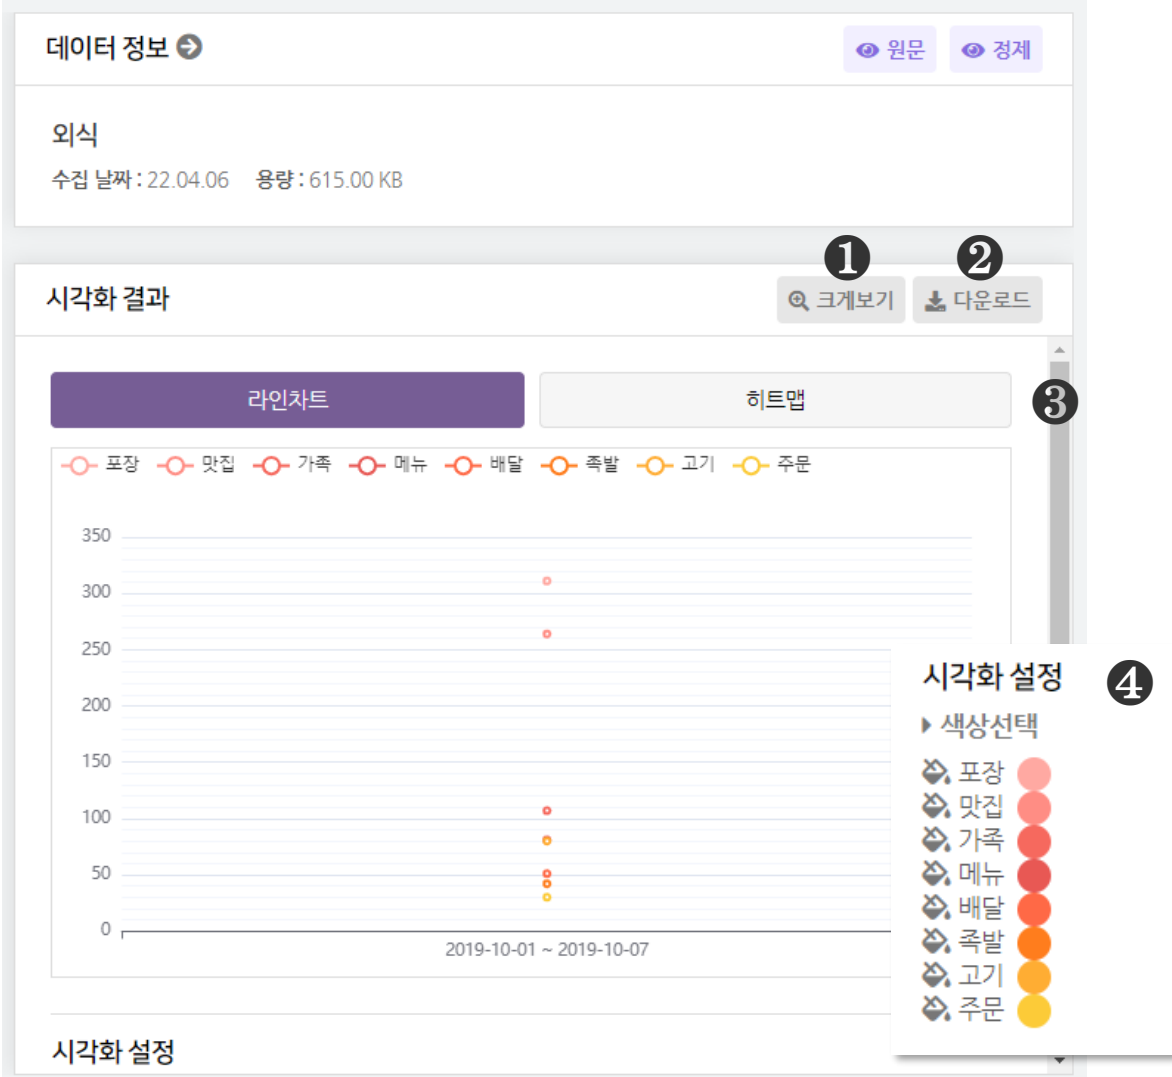 데이터 정보
원문
정제
외식
수집 날짜 : 22.04.06 용량 : 615.00 KB
1
2
시각화 결과
크게보기
다운로드
라인차트
히트맵
3
포장 맛집 가족 메뉴 배달 족발 고기 주문
350
300
250
200
150
100
50
0
2019-10-01 ~ 2019-10-07
시각화 설정
시각화 설정
4
색상선택
포장
맛집
가족
메뉴
배달
족발
고기
주문